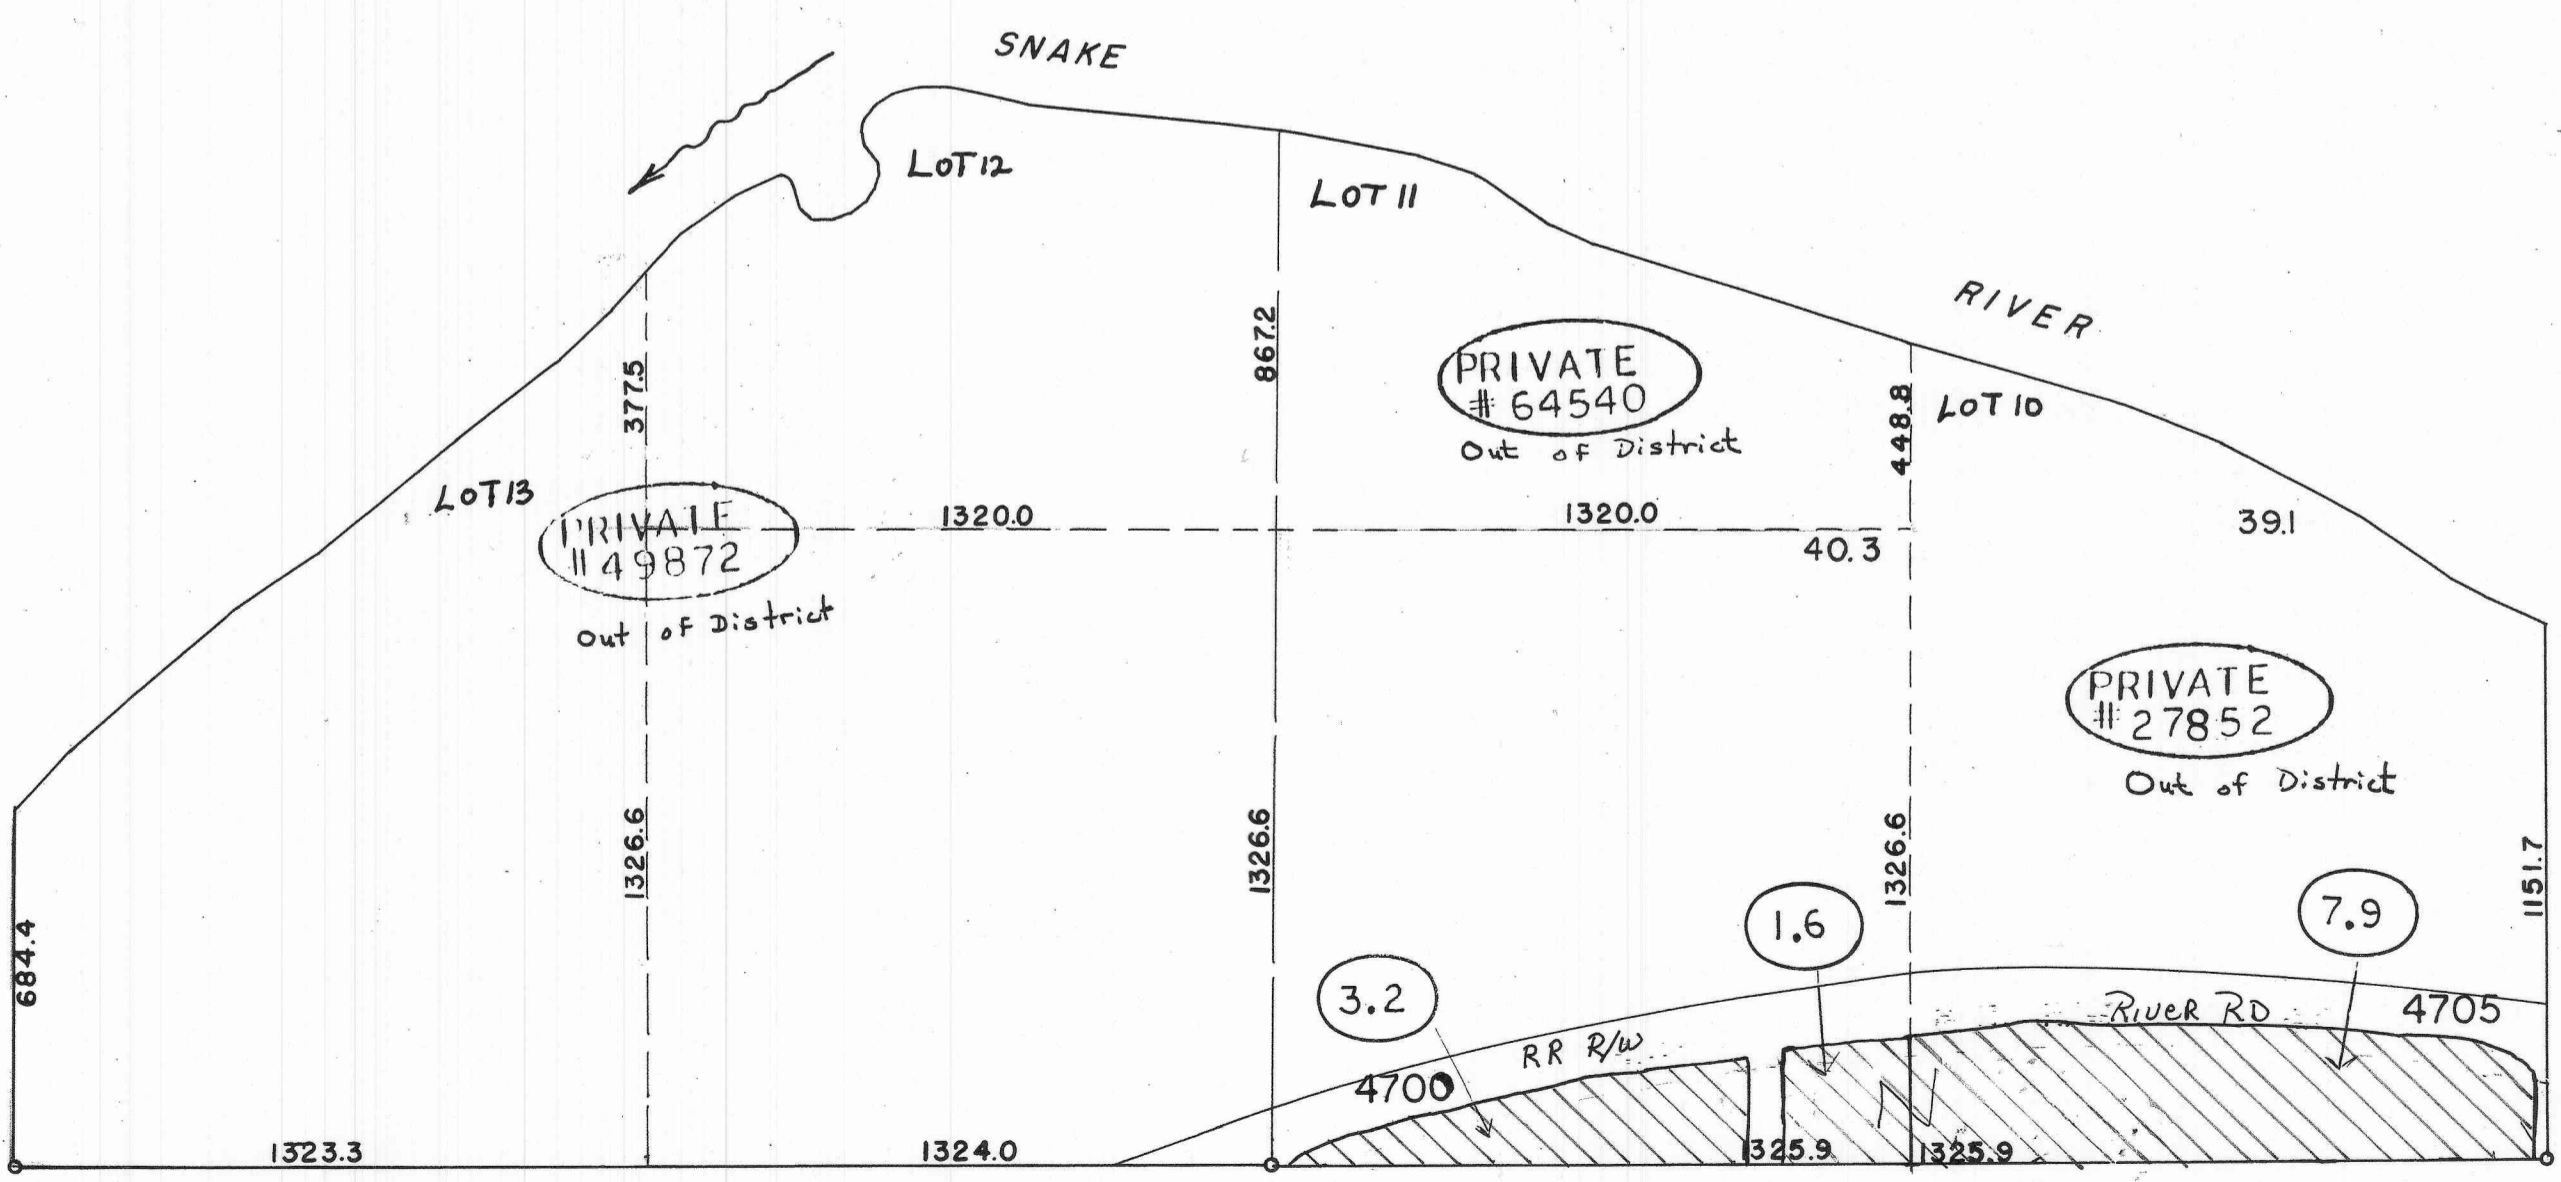 SNAKE
RIVER
LOT 12
LOT 11
LOT 10
LOT 13
867.2
377.5
448.8
PRIVATE
# 64540
Out of District
PRIVATE
# 49872
Out of District
1320.0
1320.0
40.3
39.1
PRIVATE
# 27852
Out of District
684.4
1326.6
1326.6
1326.6
1151.7
3.2
1.6
7.9
RR R/W
River RD
4700
4705
1323.3
1324.0
1325.9
1325.9